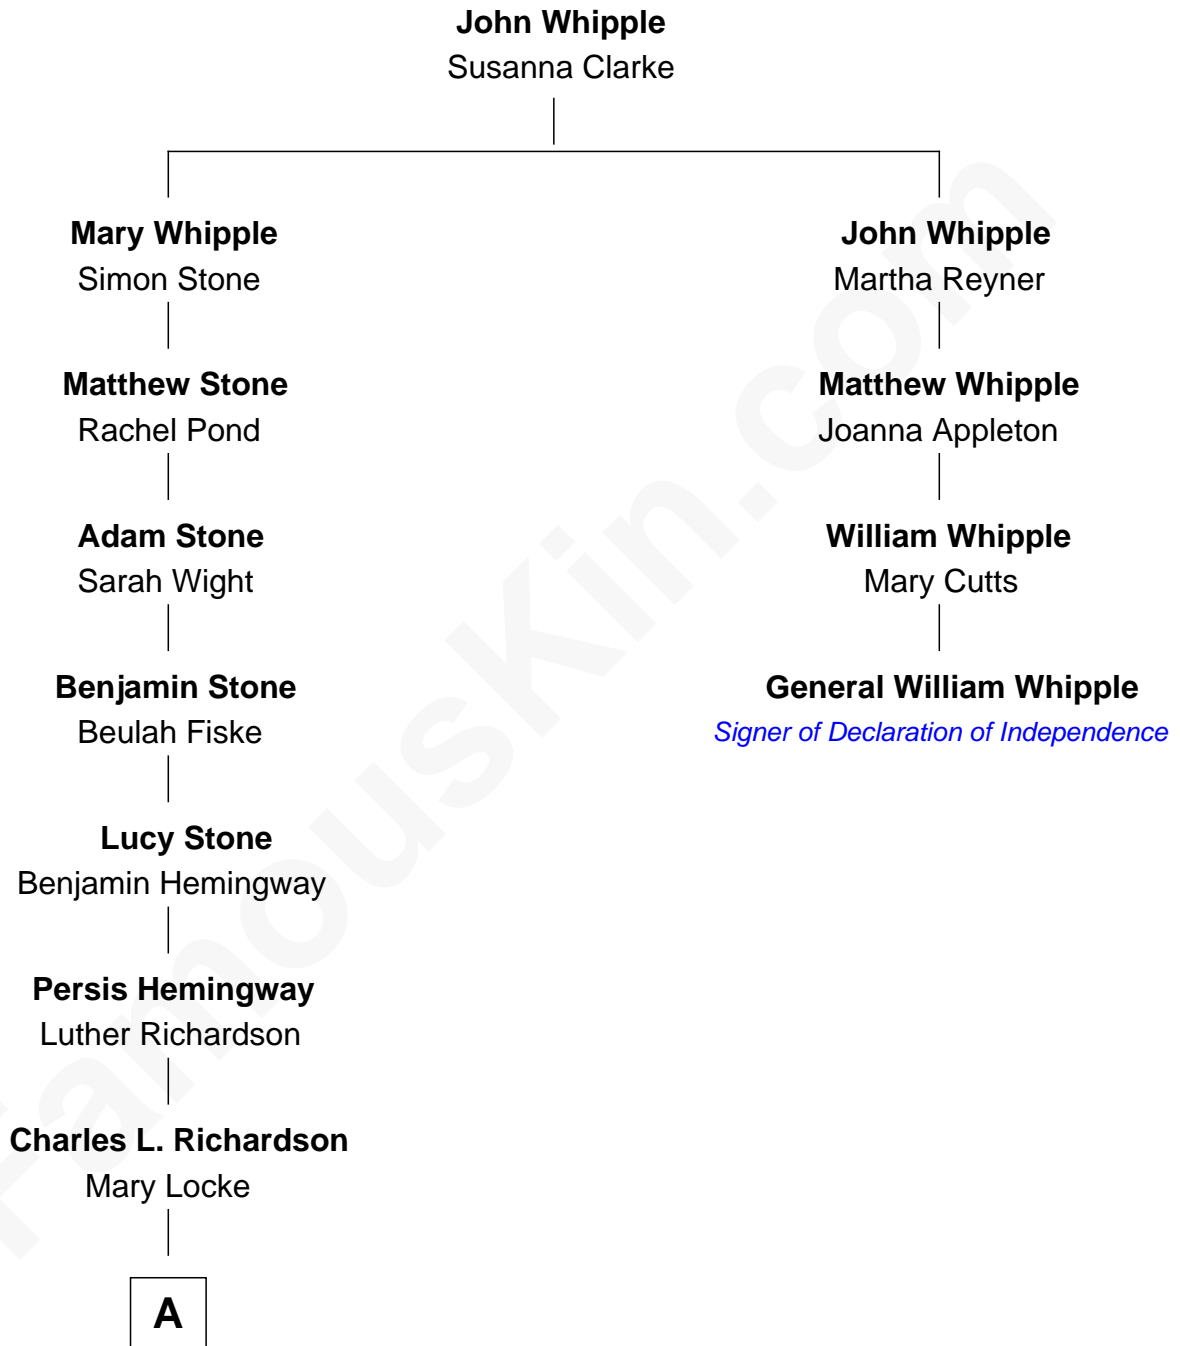 John Whipple
Susanna Clarke
Mary Whipple
Simon Stone
John Whipple
Martha Reyner
Matthew Stone
Rachel Pond
Matthew Whipple
Joanna Appleton
Adam Stone
Sarah Wight
William Whipple
Mary Cutts
Benjamin Stone
Beulah Fiske
General William Whipple
Signer of Declaration of Independence
Lucy Stone
Benjamin Hemingway
Persis Hemingway
Luther Richardson
Charles L. Richardson
Mary Locke
A
FamousKin.com